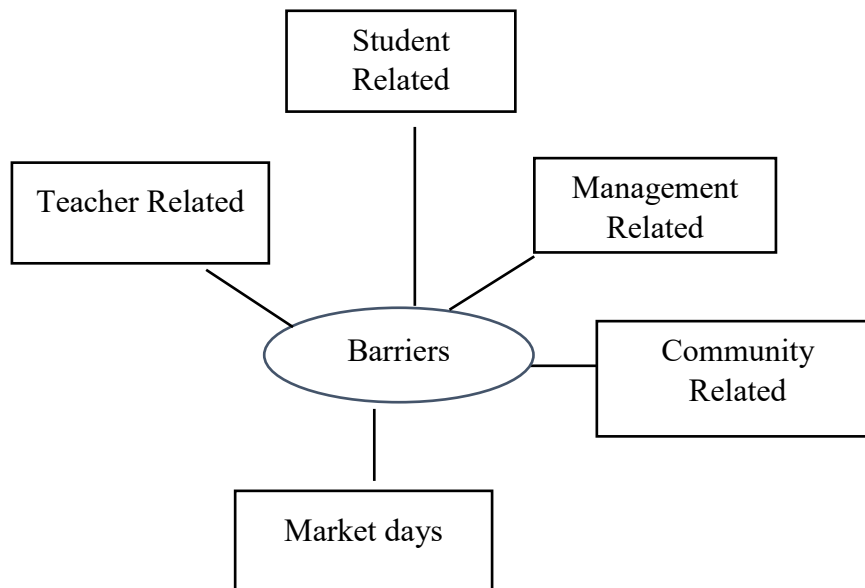 Student
Related
Teacher Related
Management
Related
Barriers
Community
Related
Market days